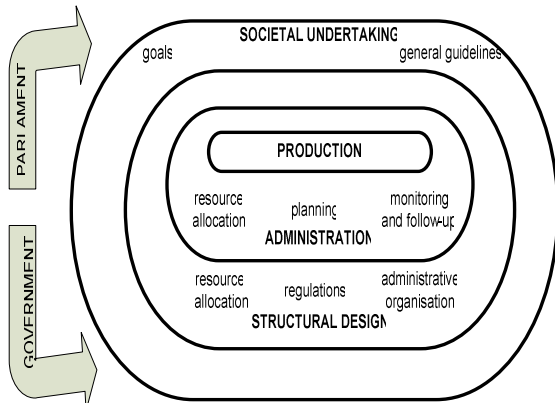 SOCIETAL UNDERTAKING
goals
general guidelines
PARLIAMENT
PRODUCTION
resource
allocation
planning
monitoring
and follow-up
ADMINISTRATION
GOVERNMENT
resource
allocation
regulations
administrative
organisation
STRUCTURAL DESIGN